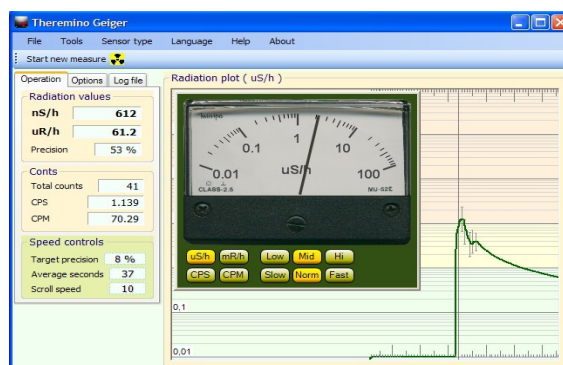 Theremino Geiger
File Tools Sensor type Language Help About
Start new measure
Operation Options Log file
Radiation values
nS/h 612
uR/h 61.2
Precision 53 %
Conts
Total counts 41
CPS 1.139
CPM 70.29
Speed controls
Target precision 8 %
Average seconds 37
Scroll speed 10
Radiation plot ( uS/h )
0.01 0.1 1 10 100
uS/h
CLASS-2.5 MU-52E
uS/h mR/h Low Mid Hi
CPS CPM Slow Norm Fast
0,1
0,01